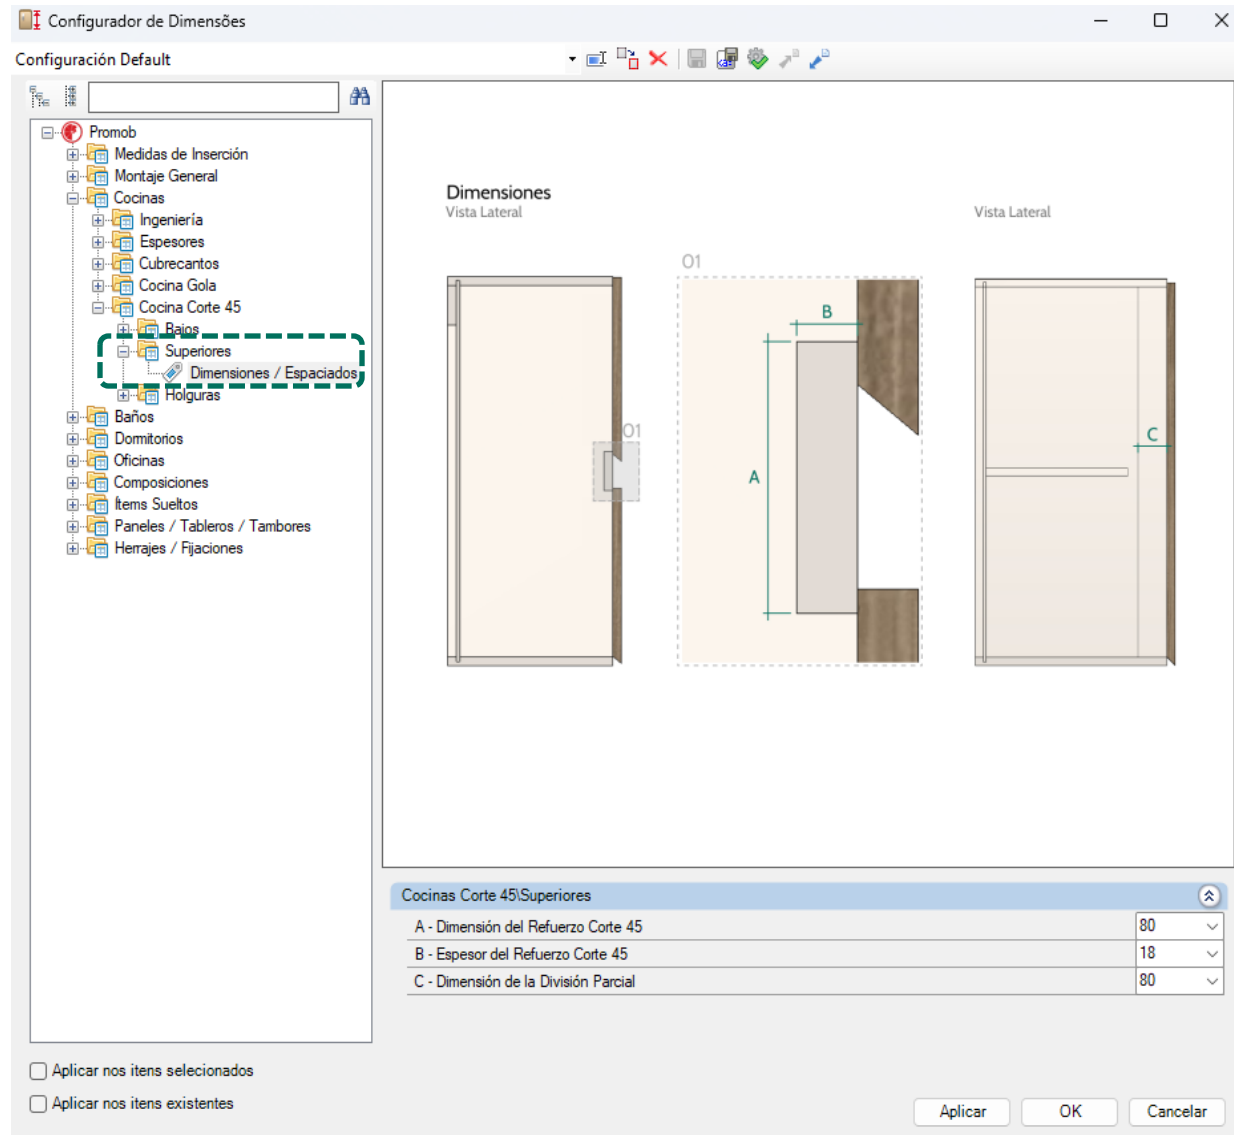 Configurador de Dimensões
Configuración Default
Promob
Medidas de Inserción
Montaje General
Cocinas
Ingeniería
Espesores
Cubrecantos
Cocina Gola
Cocina Corte 45
Bajos
Superiores
Dimensiones / Espaciados
Holguras
Baños
Dormitorios
Oficinas
Composiciones
Ítems Sueltos
Paneles / Tableros / Tambores
Herrajes / Fijaciones
Dimensiones
Vista Lateral
Vista Lateral
01
B
01
A
C
Cocinas Corte 45\Superiores
A - Dimensión del Refuerzo Corte 45 80
B - Espesor del Refuerzo Corte 45 18
C - Dimensión de la División Parcial 80
Aplicar nos itens selecionados
Aplicar nos itens existentes
Aplicar OK Cancelar